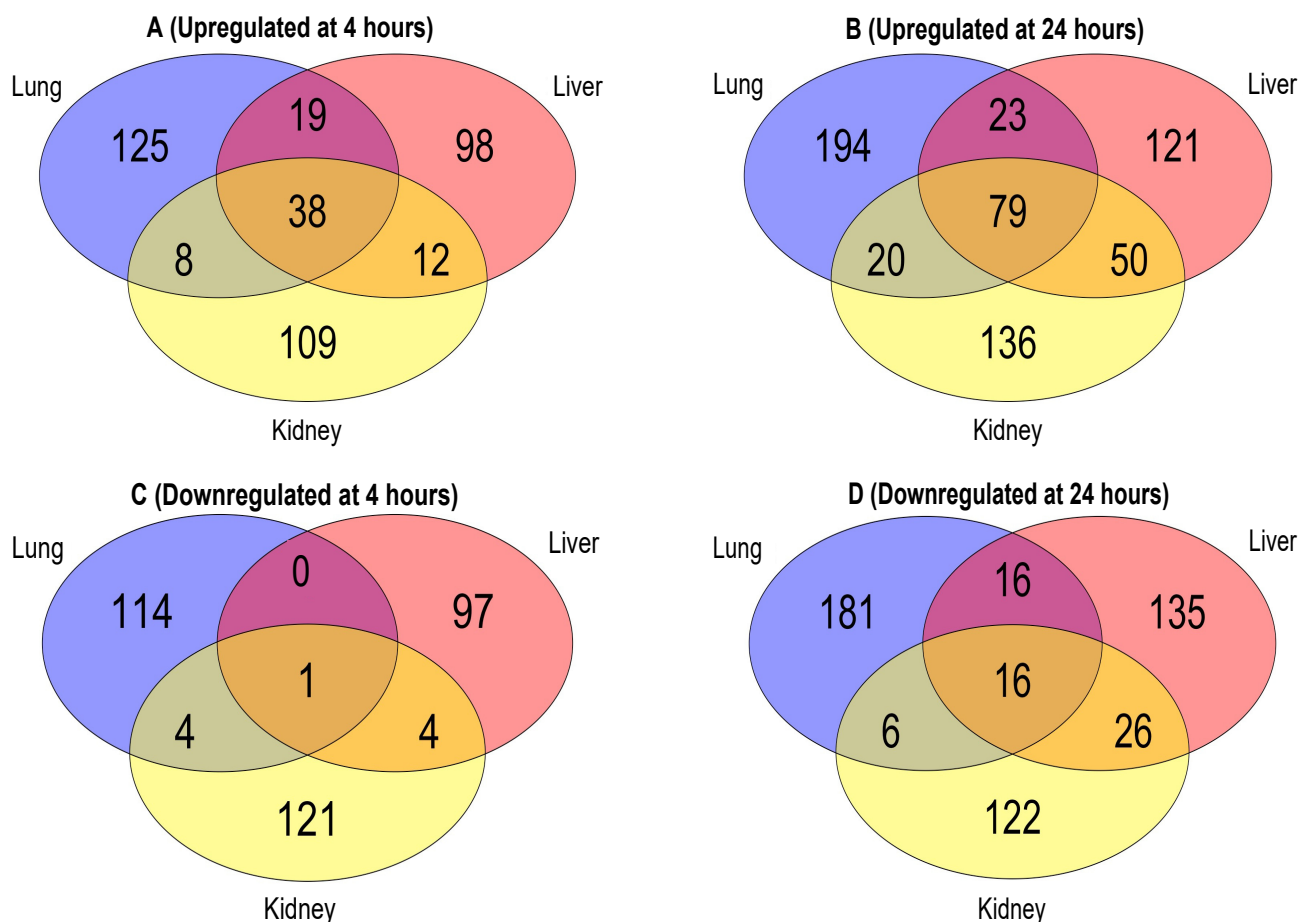 A (Upregulated at 4 hours)
Lung
Liver
19
125
98
38
8
12
109
Kidney
B (Upregulated at 24 hours)
Lung
Liver
23
194
121
79
20
50
136
Kidney
C (Downregulated at 4 hours)
Lung
Liver
0
114
97
1
4
4
121
Kidney
D (Downregulated at 24 hours)
Lung
Liver
16
181
135
16
6
26
122
Kidney